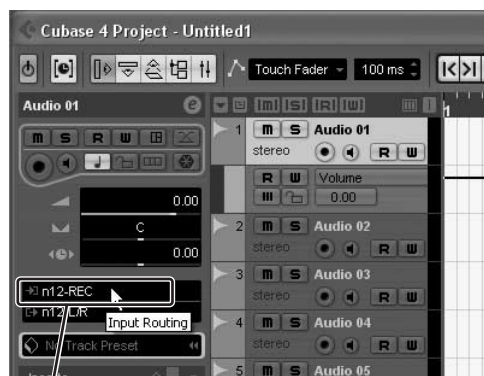 Cubase 4 Project - Untitled1
Touch Fader 100 ms
Audio 01 e
m S R W
0.00
C
0.00
n12-REC
n12-L/R
Input Routing
No Track Preset
Inserts
1 m S Audio 01
stereo R W
R W Volume
0.00
2 m S Audio 02
stereo R W
3 m S Audio 03
stereo R W
4 m S Audio 04
stereo R W
5 m S Audio 05
[m] [S] [R] [W]
1